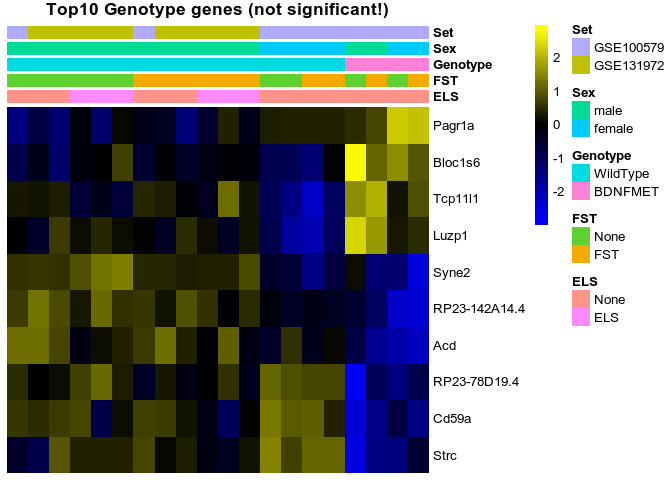 Top10 Genotype genes (not significant!)
Set
Sex
Genotype
FST
ELS
Pagr1a
Bloc1s6
Tcp11l1
Luzp1
Syne2
RP23-142A14.4
Acd
RP23-78D19.4
Cd59a
Strc
2
1
0
-1
-2
Set
GSE100579
GSE131972
Sex
male
female
Genotype
WildType
BDNFMET
FST
None
FST
ELS
None
ELS